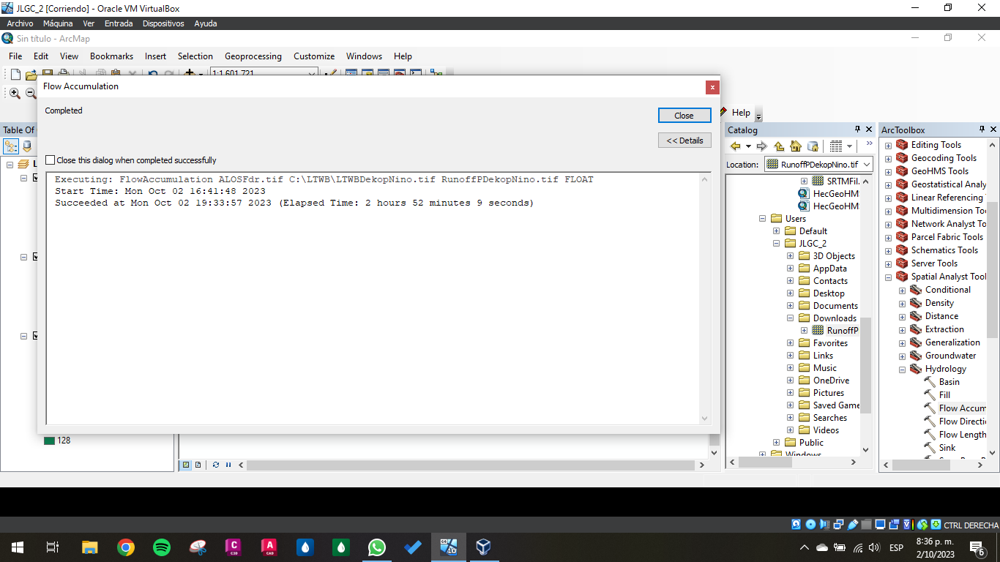 JLGC_2 [Corriendo] - Oracle VM VirtualBox
Archivo Máquina Ver Entrada Dispositivos Ayuda
Sin título - ArcMap
File Edit View Bookmarks Insert Selection Geoprocessing Customize Windows Help
1:1.601.721
Flow Accumulation
x
Completed
Close
<< Details
Close this dialog when completed successfully
Executing: FlowAccumulation ALOSFdr.tif C:\LTWB\LTWBDekopNino.tif RunoffPDekopNino.tif FLOAT
Start Time: Mon Oct 02 16:41:48 2023
Succeeded at Mon Oct 02 19:33:57 2023 (Elapsed Time: 2 hours 52 minutes 9 seconds)
Help
Table Of
L
128
Catalog
Location: RunoffPDekopNino.tif
SRTMFil.
HecGeoHM
HecGeoHM
Users
Default
JLGC_2
3D Objects
AppData
Contacts
Desktop
Documents
Downloads
RunoffP
Favorites
Links
Music
OneDrive
Pictures
Saved Game
Searches
Videos
Public
Windows
ArcToolbox
Editing Tools
Geocoding Tools
GeoHMS Tools
Geostatistical Analy
Linear Referencing
Multidimension Too
Network Analyst To
Parcel Fabric Tools
Schematics Tools
Server Tools
Spatial Analyst Tool
Conditional
Density
Distance
Extraction
Generalization
Groundwater
Hydrology
Basin
Fill
Flow Accum
Flow Directi
Flow Length
Sink
CTRL DERECHA
ESP
8:36 p. m.
2/10/2023
6